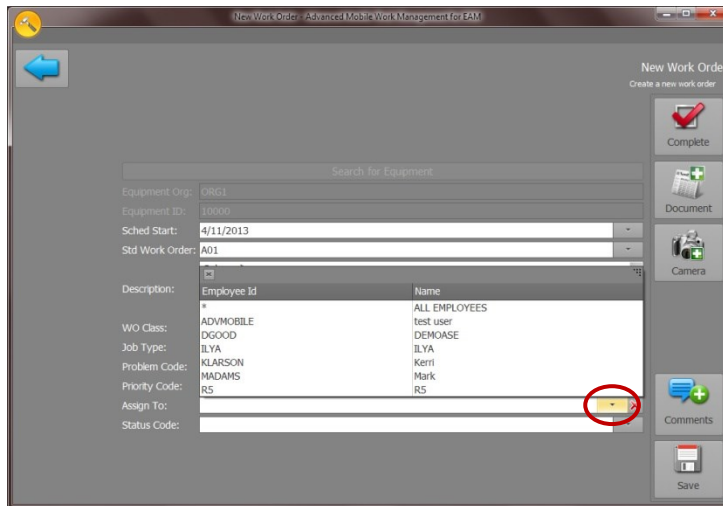 New Work Order - Advanced Mobile Work Management for EAM
New Work Orde
Create a new work order
Complete
Search for Equipment
Equipment Org: ORG1
Equipment ID: 10000
Document
Sched Start: 4/11/2013
Std Work Order: A01
Camera
Description:
Employee Id Name
* ALL EMPLOYEES
ADVMOBILE test user
WO Class:
DGOOD DEMOASE
Job Type:
ILYA ILYA
Problem Code:
KLARSON Kerri
MADAMS Mark
Priority Code:
R5 R5
Assign To:
Comments
Status Code:
Save